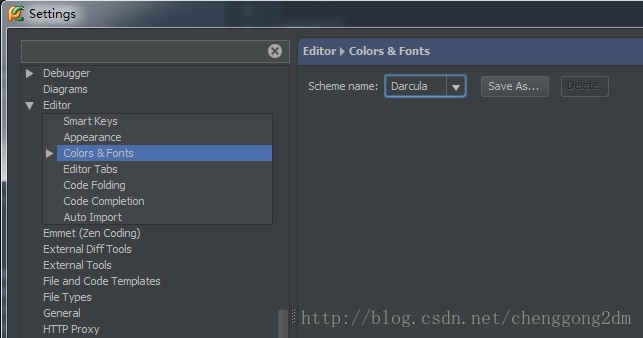 Settings
Editor
Colors & Fonts
Debugger
Diagrams
Editor
Smart Keys
Appearance
Colors & Fonts
Editor Tabs
Code Folding
Code Completion
Auto Import
Emmet (Zen Coding)
External Diff Tools
External Tools
File and Code Templates
File Types
General
HTTP Proxy
Scheme name: Darcula Save As... Delete
http://blog.csdn.net/chenggong2dm